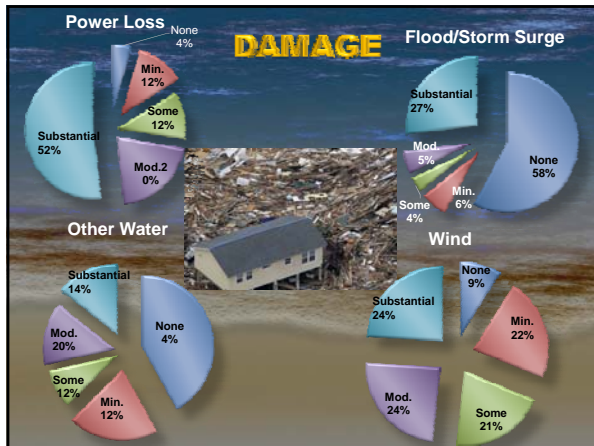 Power Loss
None
4%
Min.
12%
Some
12%
Mod.2
0%
Substantial
52%
DAMAGE
Flood/Storm Surge
Substantial
27%
None
58%
Mod.
5%
Some
4%
Min.
6%
Other Water
Substantial
14%
None
4%
Mod.
20%
Some
12%
Min.
12%
Wind
None
9%
Substantial
24%
Min.
22%
Mod.
24%
Some
21%